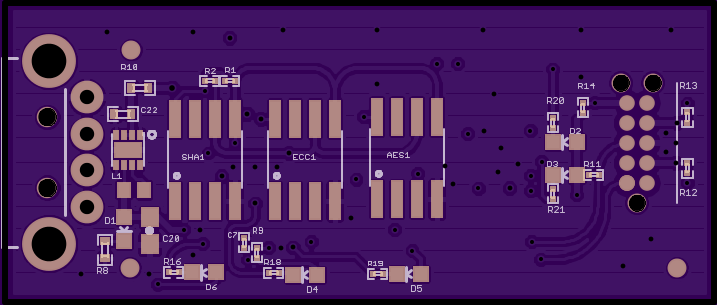 R10
R2 R1
R14
R13
R20
C22
D2
SHA1
ECC1
AES1
D3
R11
L1
R12
R21
D1
C20
C7
R9
R8
R16
D6
R18
D4
R19
D5